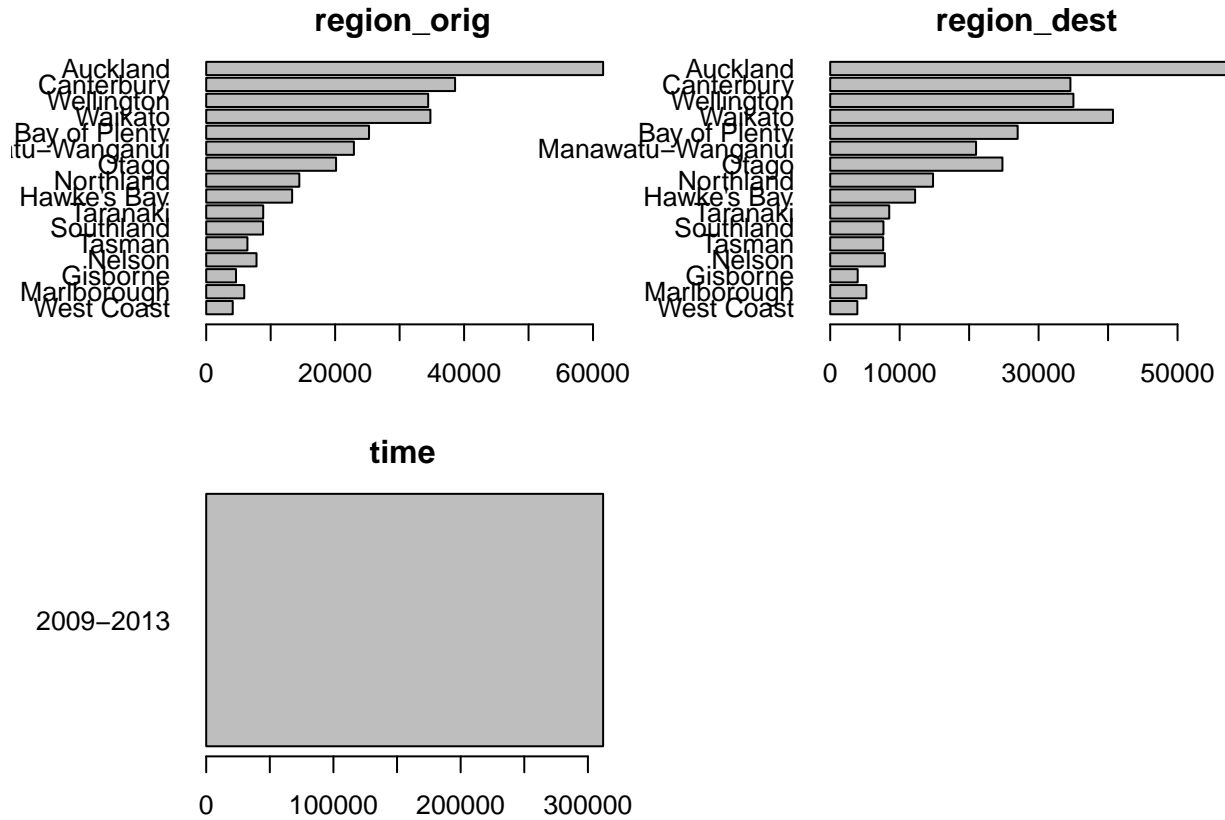 region_orig
Auckland
Canterbury
Wellington
Waikato
Bay of Plenty
tu−Wanganui
Otago
Northland
Hawke's Bay
Taranaki
Southland
Tasman
Nelson
Gisborne
Marlborough
West Coast
0 20000 40000 60000
region_dest
Auckland
Canterbury
Wellington
Waikato
Bay of Plenty
Manawatu−Wanganui
Otago
Northland
Hawke's Bay
Taranaki
Southland
Tasman
Nelson
Gisborne
Marlborough
West Coast
0 10000 30000 50000
time
2009−2013
0 100000 200000 300000